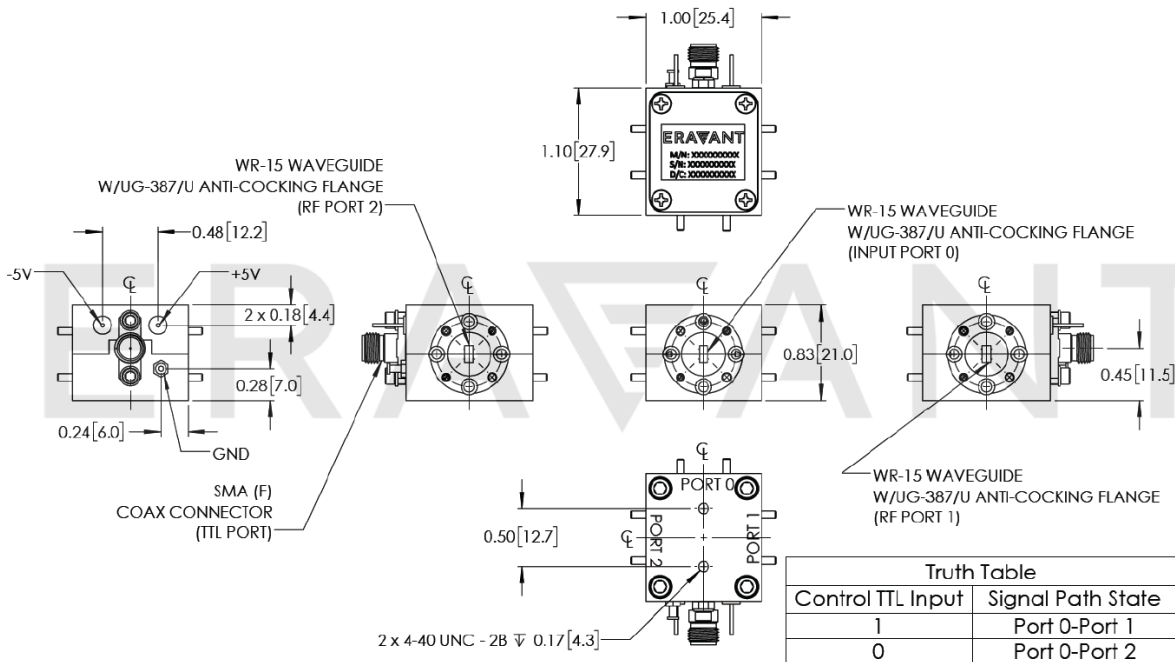 1.00[25.4]
1.10[27.9]
ERAVANT
M/N: XXXXXXXXXX
S/N: XXXXXXXXXX
D/C: XXXXXXXXXX
WR-15 WAVEGUIDE
W/UG-387/U ANTI-COCKING FLANGE
(RF PORT 2)
WR-15 WAVEGUIDE
W/UG-387/U ANTI-COCKING FLANGE
(INPUT PORT 0)
0.48[12.2]
-5V
+5V
℄
℄
℄
℄
2 x 0.18[4.4]
0.28[7.0]
0.24[6.0]
GND
0.83[21.0]
0.45[11.5]
ERAVANT
SMA (F)
COAX CONNECTOR
(TTL PORT)
WR-15 WAVEGUIDE
W/UG-387/U ANTI-COCKING FLANGE
(RF PORT 1)
℄
PORT 0
PORT 1
PORT 2
℄
0.50[12.7]
2 x 4-40 UNC - 2B ↧ 0.17[4.3]
Truth Table
Control TTL Input Signal Path State
1 Port 0-Port 1
0 Port 0-Port 2